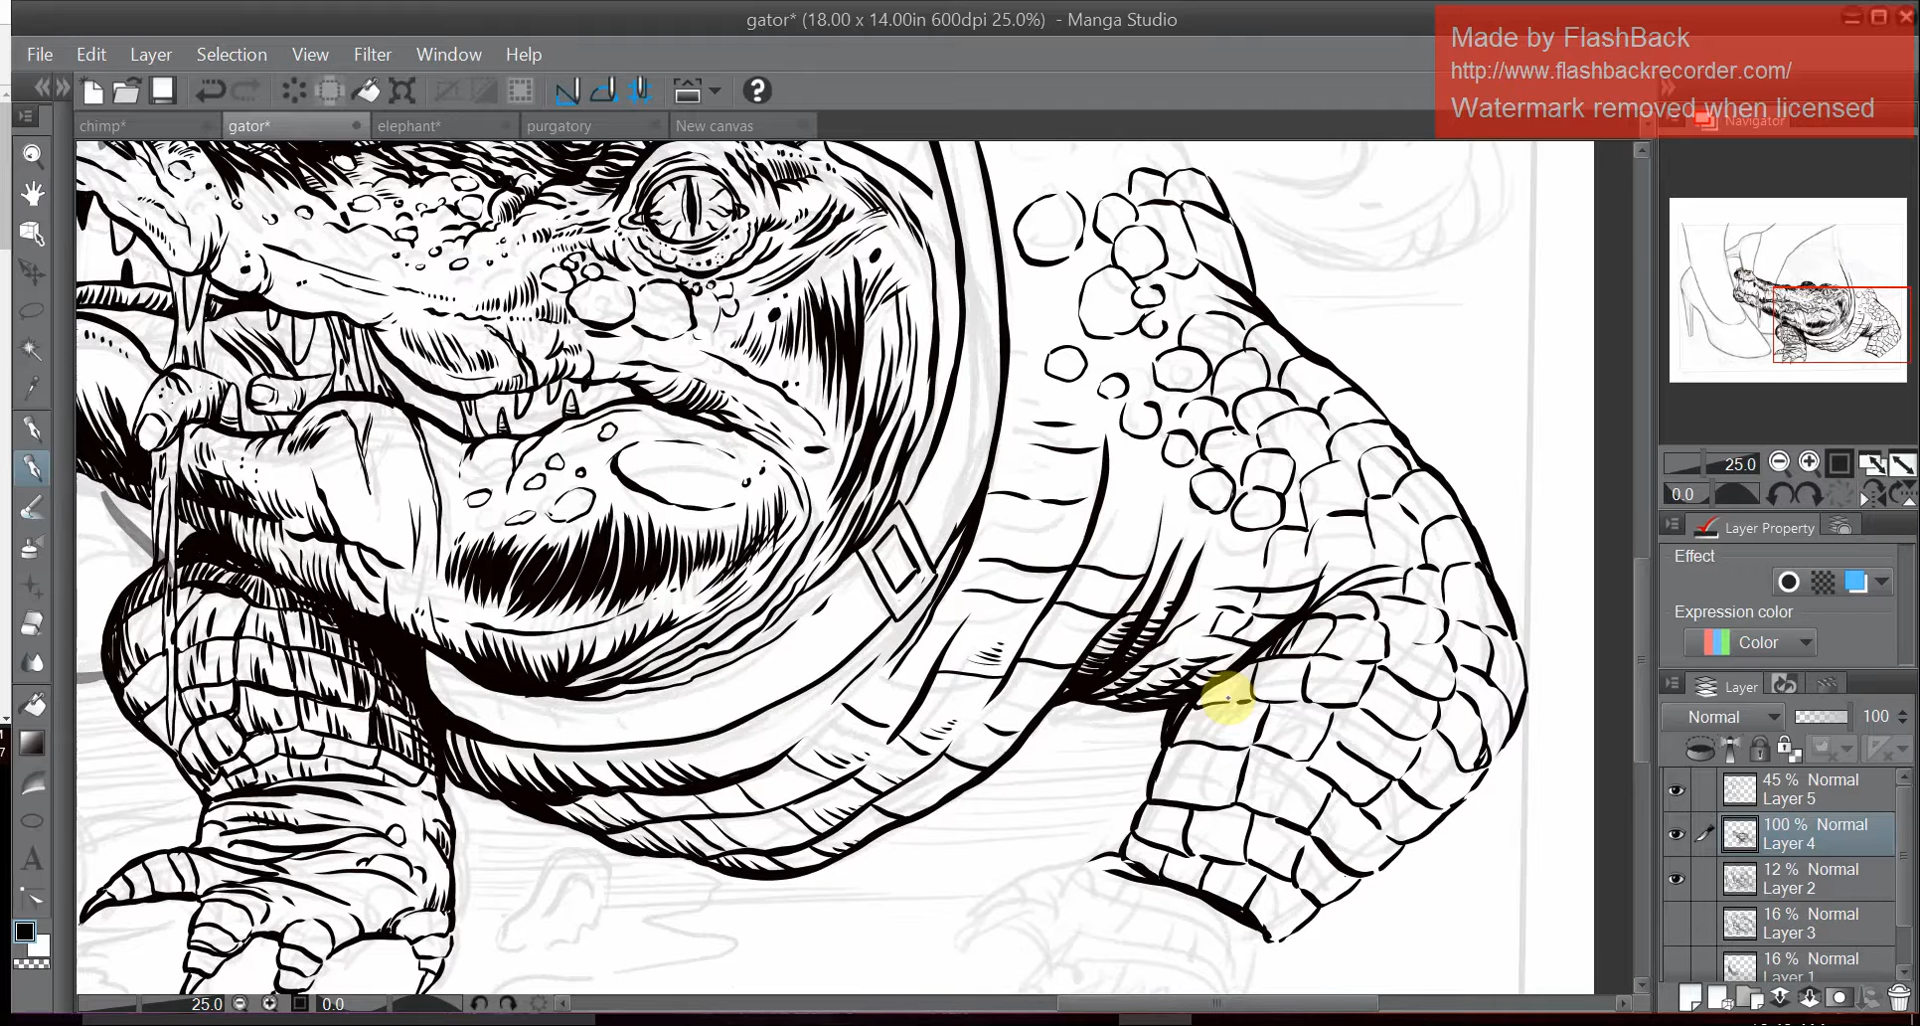 gator* (18.00 x 14.00in 600dpi 25.0%) - Manga Studio
Made by FlashBack
http://www.flashbackrecorder.com/
Watermark removed when licensed
File Edit Layer Selection View Filter Window Help
chimp* gator* elephant* purgatory New canvas
Navigator
25.0
0.0
Layer Property
Effect
Expression color
Color
Layer
Normal 100
45 % Normal
Layer 5
100 % Normal
Layer 4
12 % Normal
Layer 2
16 % Normal
Layer 3
16 % Normal
Layer 1
25.0 0.0